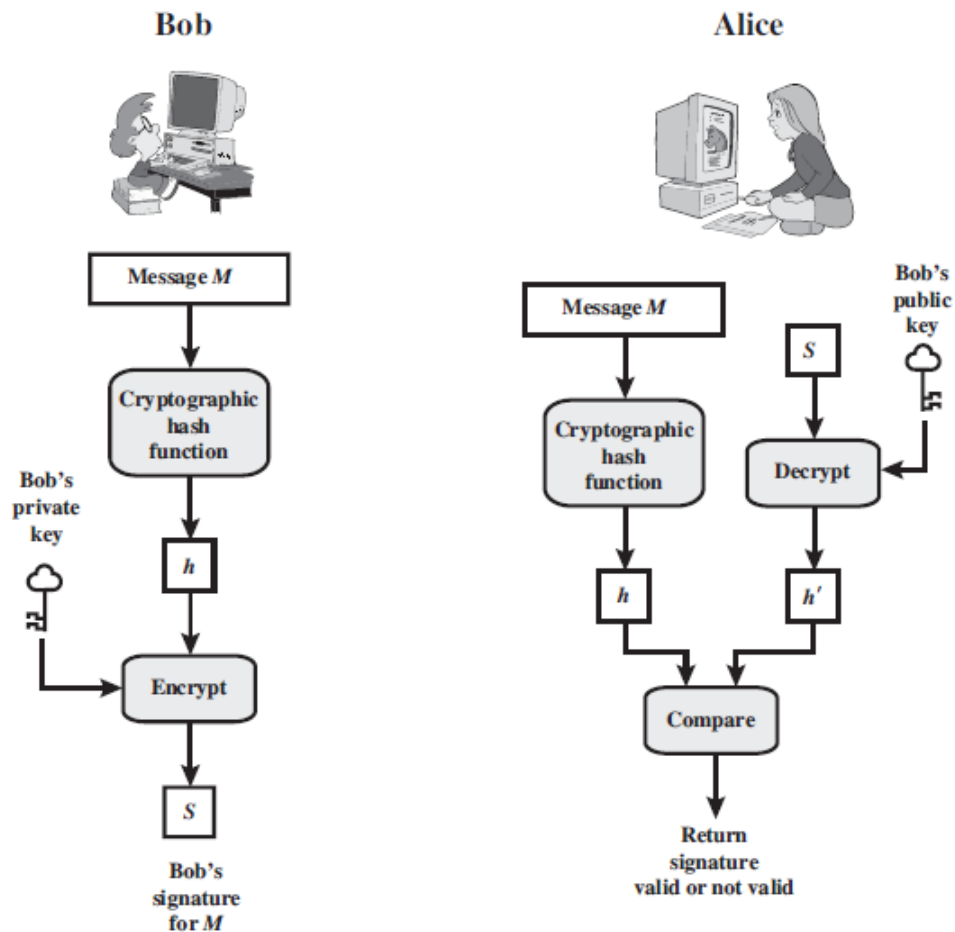 Bob
Message M
Cryptographic
hash
function
Bob's
private
key
h
Encrypt
S
Bob's
signature
for M
Alice
Message M
Bob's
public
key
S
Cryptographic
hash
function
Decrypt
h
h′
Compare
Return
signature
valid or not valid